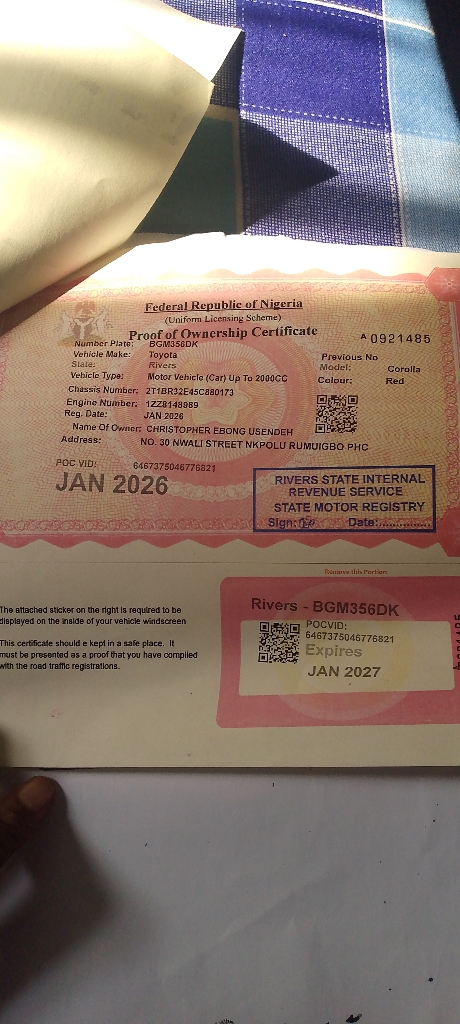 Federal Republic of Nigeria
(Uniform Licensing Scheme)
Proof of Ownership Certificate
A 0921485
Number Plate: BGM356DK
Vehicle Make: Toyota
Previous No
State: Rivers
Model: Corolla
Vehicle Type: Motor Vehicle (Car) Up To 2000CC
Colour: Red
Chassis Number: 2T1BR32E45C880173
Engine Number: 1ZZ8148989
Reg. Date: JAN 2026
Name Of Owner: CHRISTOPHER EBONG USENDEH
Address: NO. 30 NWALI STREET NKPOLU RUMUIGBO PHC
POC VID: 6467375046776821
JAN 2026
RIVERS STATE INTERNAL
REVENUE SERVICE
STATE MOTOR REGISTRY
Sign: Date:..............
Remove this Portion
The attached sticker on the right is required to be
displayed on the inside of your vehicle windscreen
This certificate should e kept in a safe place. It
must be presented as a proof that you have complied
with the road traffic registrations.
Rivers - BGM356DK
POCVID:
6467375046776821
Expires
JAN 2027